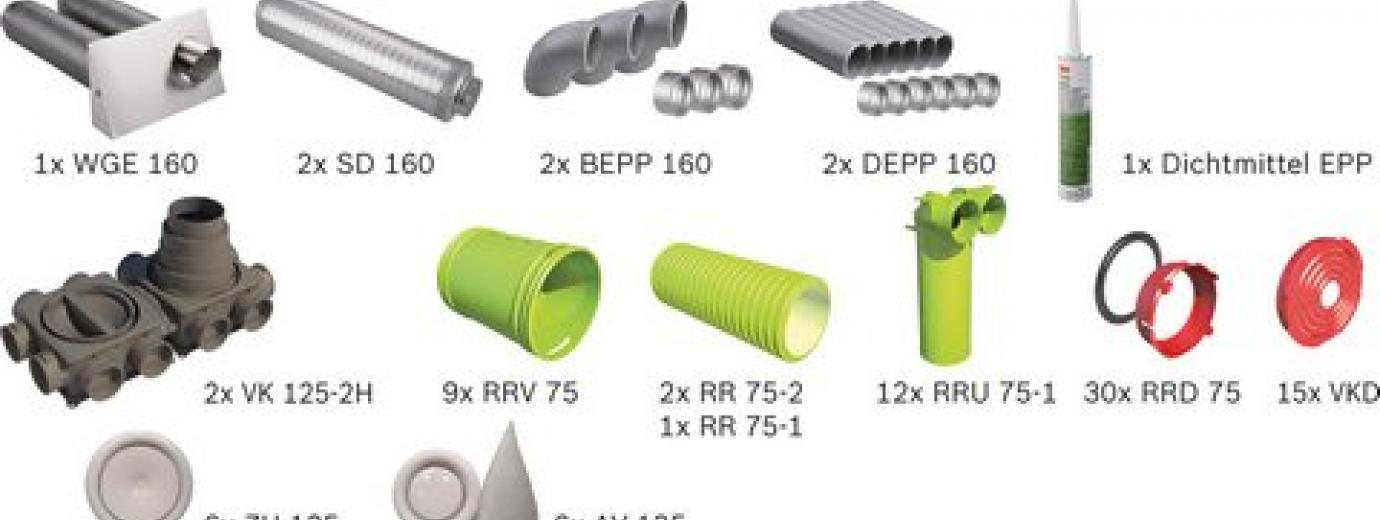 1x WGE 160
2x SD 160
2x BEPP 160
2x DEPP 160
1x Dichtmittel EPP
2x VK 125-2H
9x RRV 75
2x RR 75-2
1x RR 75-1
12x RRU 75-1
30x RRD 75
15x VKD